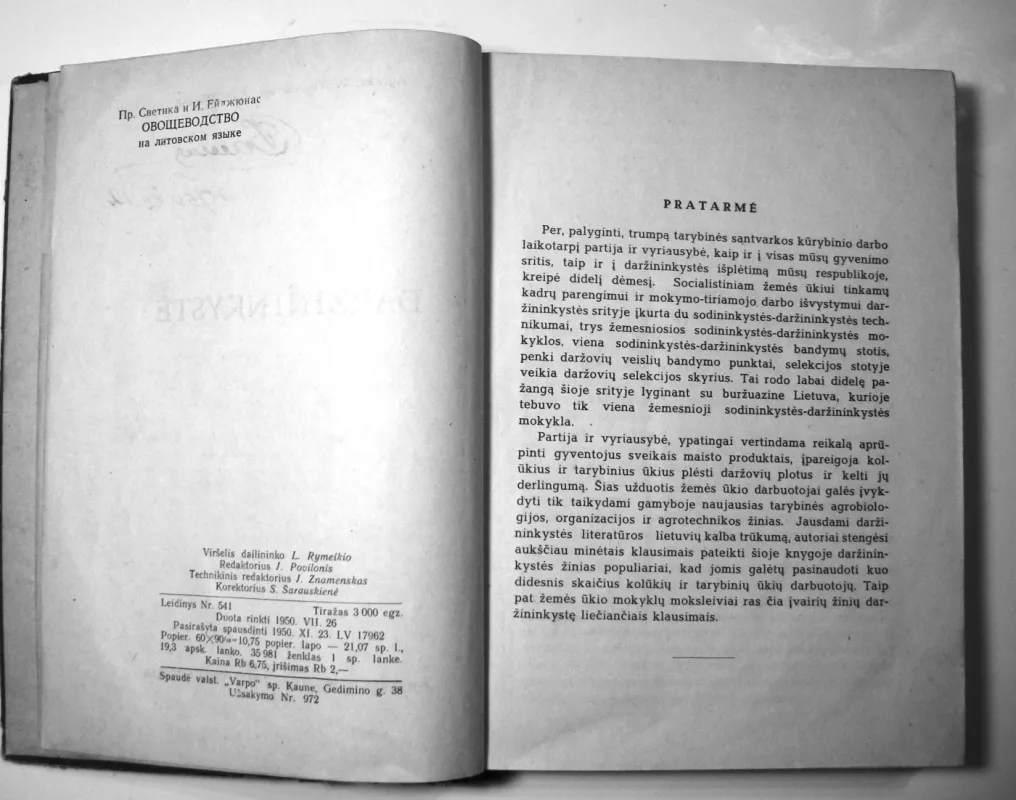 Пр. Светика и И. Ейджюнас
ОВОЩЕВОДСТВО
на литовском языке
Viršelis dailininko L. Rymeikio
Redaktorius J. Povilonis
Techninis redaktorius J. Znamenskas
Korektorius S. Sarauskienė
Leidinys Nr. 541 Tiražas 3 000 egz.
Duota rinkti 1950. VII. 26
Pasirašyta spausdinti 1950. XI. 23. LV 17962
Popier. 60×90/₁₆=10,75 popier. lapo — 21,07 sp. l.,
19,3 apsk. lanko. 35 981 ženklas 1 sp. lanke.
Kaina Rb 6,75, įrišimas Rb 2,—
Spaudė valst. „Varpo“ sp. Kaune, Gedimino g. 38
Užsakymo Nr. 972
PRATARMĖ
Per, palyginti, trumpą tarybinės santvarkos kūrybinio darbo
laikotarpį partija ir vyriausybė, kaip ir į visas mūsų gyvenimo
sritis, taip ir į daržininkystės išplėtimą mūsų respublikoje,
kreipė didelį dėmesį. Socialistiniam žemės ūkiui tinkamų
kadrų parengimui ir mokymo-tiriamojo darbo išvystymui dar-
žininkystės srityje įkurta du sodininkystės-daržininkystės tech-
nikumai, trys žemesniosios sodininkystės-daržininkystės mo-
kyklos, viena sodininkystės-daržininkystės bandymų stotis,
penki daržovių veislių bandymo punktai, selekcijos stotyje
veikia daržovių selekcijos skyrius. Tai rodo labai didelę pa-
žangą šioje srityje lyginant su buržuazine Lietuva, kurioje
tebuvo tik viena žemesnioji sodininkystės-daržininkystės
mokykla.
Partija ir vyriausybė, ypatingai vertindama reikalą aprū-
pinti gyventojus sveikais maisto produktais, įpareigoja kol-
ūkius ir tarybinius ūkius plėsti daržovių plotus ir kelti jų
derlingumą. Šias užduotis žemės ūkio darbuotojai galės įvyk-
dyti tik taikydami gamyboje naujausias tarybinės agrobiolo-
gijos, organizacijos ir agrotechnikos žinias. Jausdami darži-
ninkystės literatūros lietuvių kalba trūkumą, autoriai stengėsi
aukščiau minėtais klausimais pateikti šioje knygoje daržinin-
kystės žinias populiariai, kad jomis galėtų pasinaudoti kuo
didesnis skaičius kolūkių ir tarybinių ūkių darbuotojų. Taip
pat žemės ūkio mokyklų moksleiviai ras čia įvairių žinių dar-
žininkystę liečiančiais klausimais.